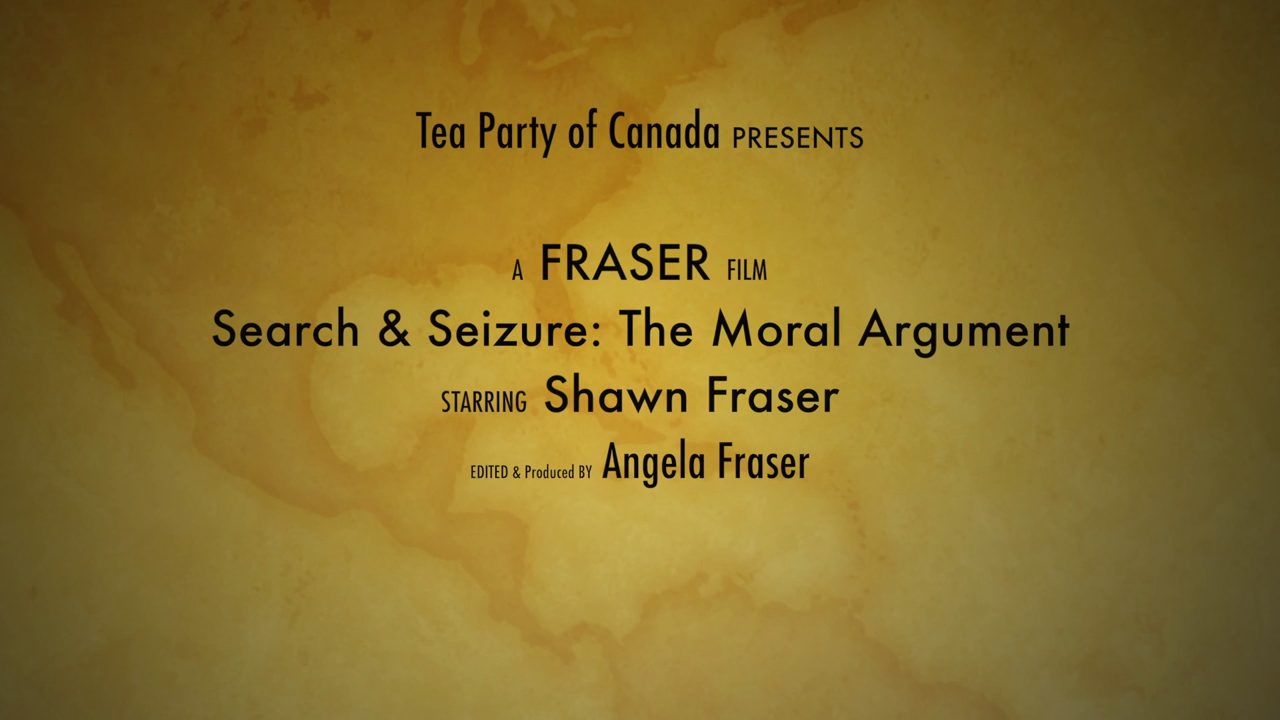 Tea Party of Canada PRESENTS
A FRASER FILM
Search & Seizure: The Moral Argument
STARRING Shawn Fraser
EDITED & Produced BY Angela Fraser